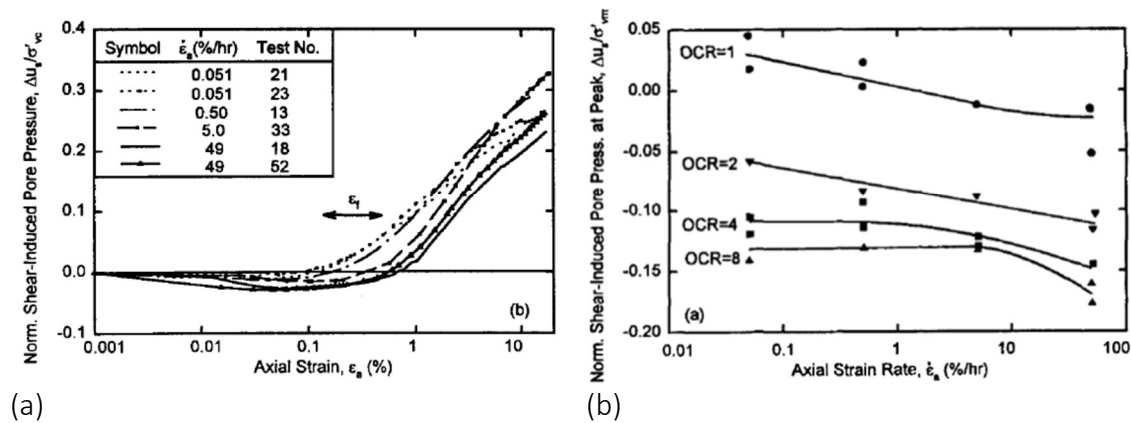 Norm. Shear-Induced Pore Pressure, Δuₛ/σ'vc
0.4
0.3
0.2
0.1
0.0
-0.1
Symbol ε̇ₐ(%/hr) Test No.
0.051 21
0.051 23
0.50 13
5.0 33
49 18
49 52
εf
(b)
0.001 0.01 0.1 1 10
Axial Strain, εₐ (%)
(a)
Norm. Shear-Induced Pore Press. at Peak, Δuₛ/σ'vm
0.05
0.00
-0.05
-0.10
-0.15
-0.20
OCR=1
OCR=2
OCR=4
OCR=8
(a)
0.01 0.1 1 10 100
Axial Strain Rate, ε̇ₐ (%/hr)
(b)